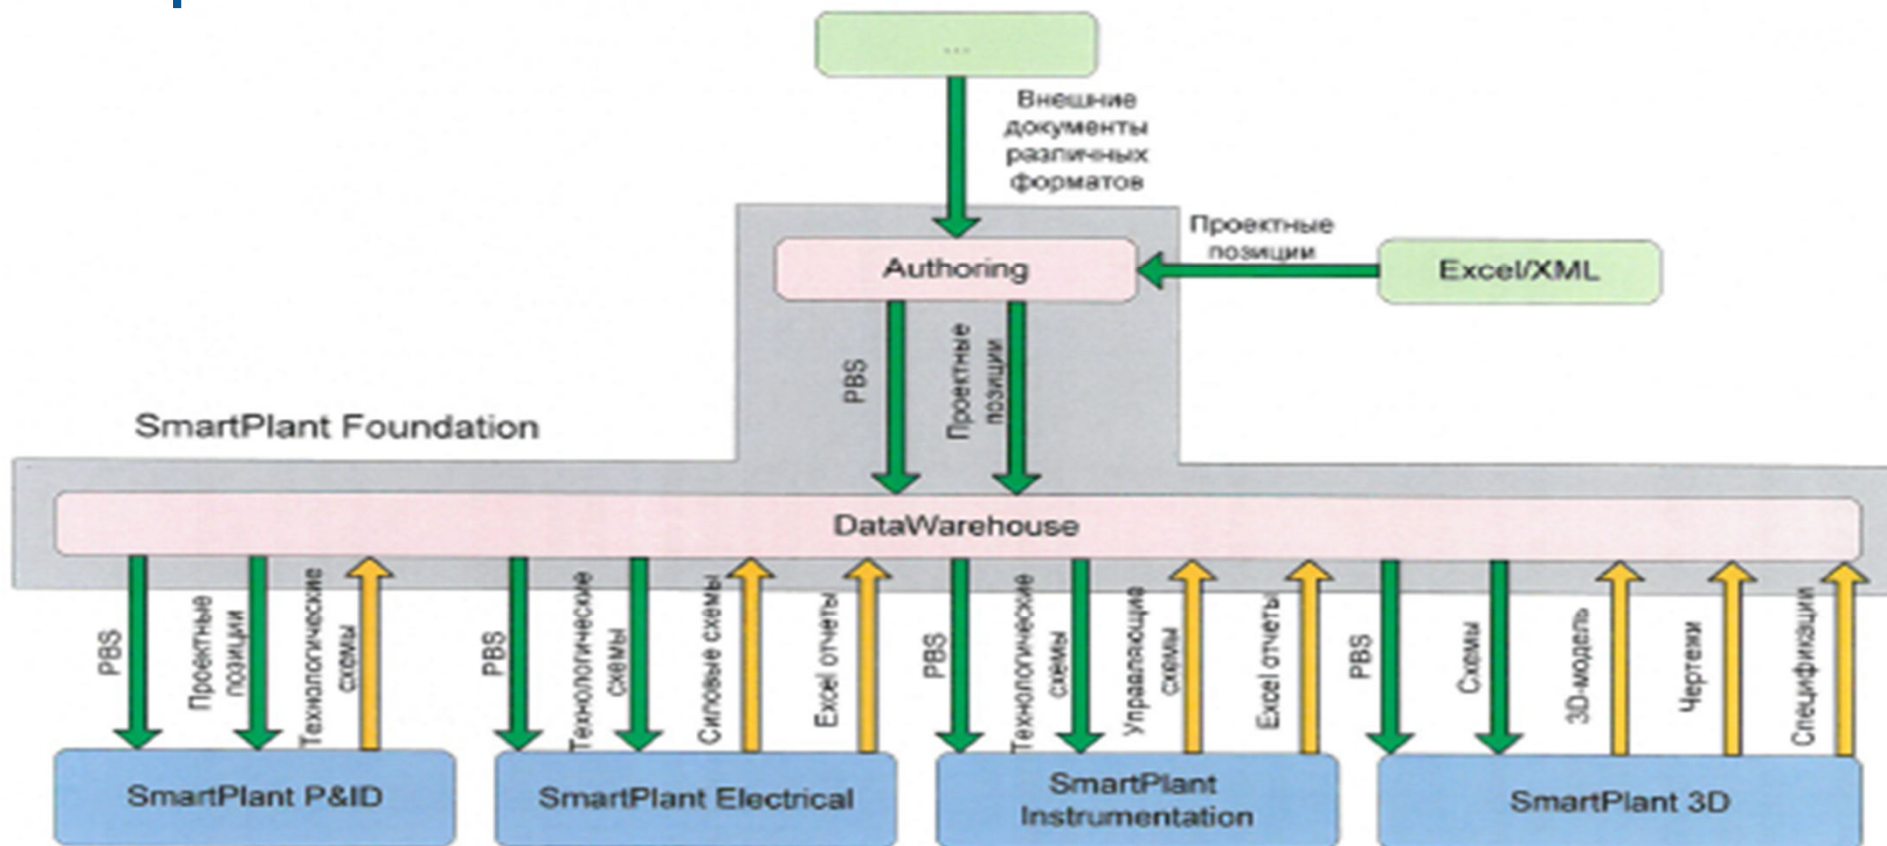 ...
Внешние
документы
различных
форматов
Проектные
позиции
Authoring
Excel/XML
PBS
Проектные
позиции
SmartPlant Foundation
DataWarehouse
PBS
Проектные
позиции
Технологические
схемы
PBS
Технологические
схемы
Силовые схемы
Excel отчеты
PBS
Технологические
схемы
Управляющие
схемы
Excel отчеты
PBS
Схемы
3D-модель
Чертежи
Спецификации
SmartPlant P&ID
SmartPlant Electrical
SmartPlant
Instrumentation
SmartPlant 3D